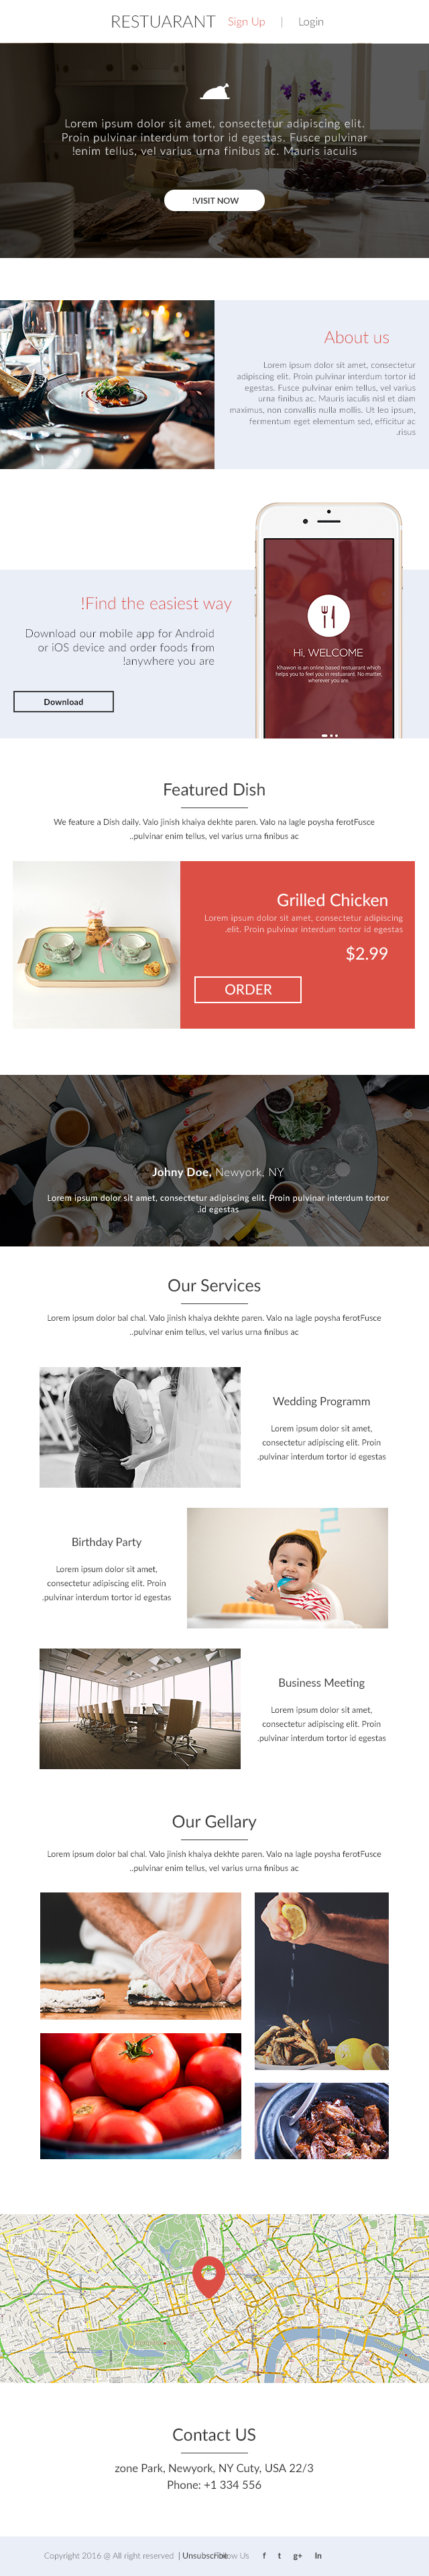 RESTUARANT Sign Up | Login
Lorem ipsum dolor sit amet, consectetur adipiscing elit.
Proin pulvinar interdum tortor id egestas. Fusce pulvinar
!enim tellus, vel varius urna finibus ac. Mauris iaculis
!VISIT NOW
About us
Lorem ipsum dolor sit amet, consectetur
adipiscing elit. Proin pulvinar interdum tortor id
egestas. Fusce pulvinar enim tellus, vel varius
urna finibus ac. Mauris iaculis nisl et diam
maximus, non convallis nulla mollis. Ut leo ipsum,
fermentum eget elementum sed, efficitur ac
.risus
!Find the easiest way
Download our mobile app for Android
or iOS device and order foods from
!anywhere you are
Download
Hi, WELCOME
Khawon is an online based restuarant which
helps you to feel you in restuarant. No matter,
wherever you are.
Featured Dish
We feature a Dish daily. Valo jinish khaiya dekhte paren. Valo na lagle poysha ferotFusce
..pulvinar enim tellus, vel varius urna finibus ac
Grilled Chicken
Lorem ipsum dolor sit amet, consectetur adipiscing
.elit. Proin pulvinar interdum tortor id egestas
$2.99
ORDER
Johny Doe, Newyork, NY
Lorem ipsum dolor sit amet, consectetur adipiscing elit. Proin pulvinar interdum tortor
.id egestas
Our Services
Lorem ipsum dolor bal chal. Valo jinish khaiya dekhte paren. Valo na lagle poysha ferotFusce
..pulvinar enim tellus, vel varius urna finibus ac
Wedding Programm
Lorem ipsum dolor sit amet,
consectetur adipiscing elit. Proin
.pulvinar interdum tortor id egestas
Birthday Party
Lorem ipsum dolor sit amet,
consectetur adipiscing elit. Proin
.pulvinar interdum tortor id egestas
Business Meeting
Lorem ipsum dolor sit amet,
consectetur adipiscing elit. Proin
.pulvinar interdum tortor id egestas
Our Gellary
Lorem ipsum dolor bal chal. Valo jinish khaiya dekhte paren. Valo na lagle poysha ferotFusce
..pulvinar enim tellus, vel varius urna finibus ac
Contact US
zone Park, Newyork, NY Cuty, USA 22/3
Phone: +1 334 556
Copyright 2016 @ All right reserved | Unsubscribe Follow Us f t g+ In